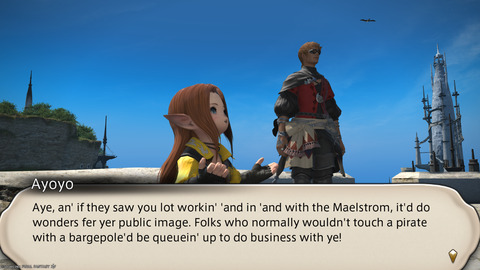 Ayoyo
Aye, an' if they saw you lot workin' 'and in 'and with the Maelstrom, it'd do
wonders fer yer public image. Folks who normally wouldn't touch a pirate
with a bargepole'd be queuein' up to do business with ye!